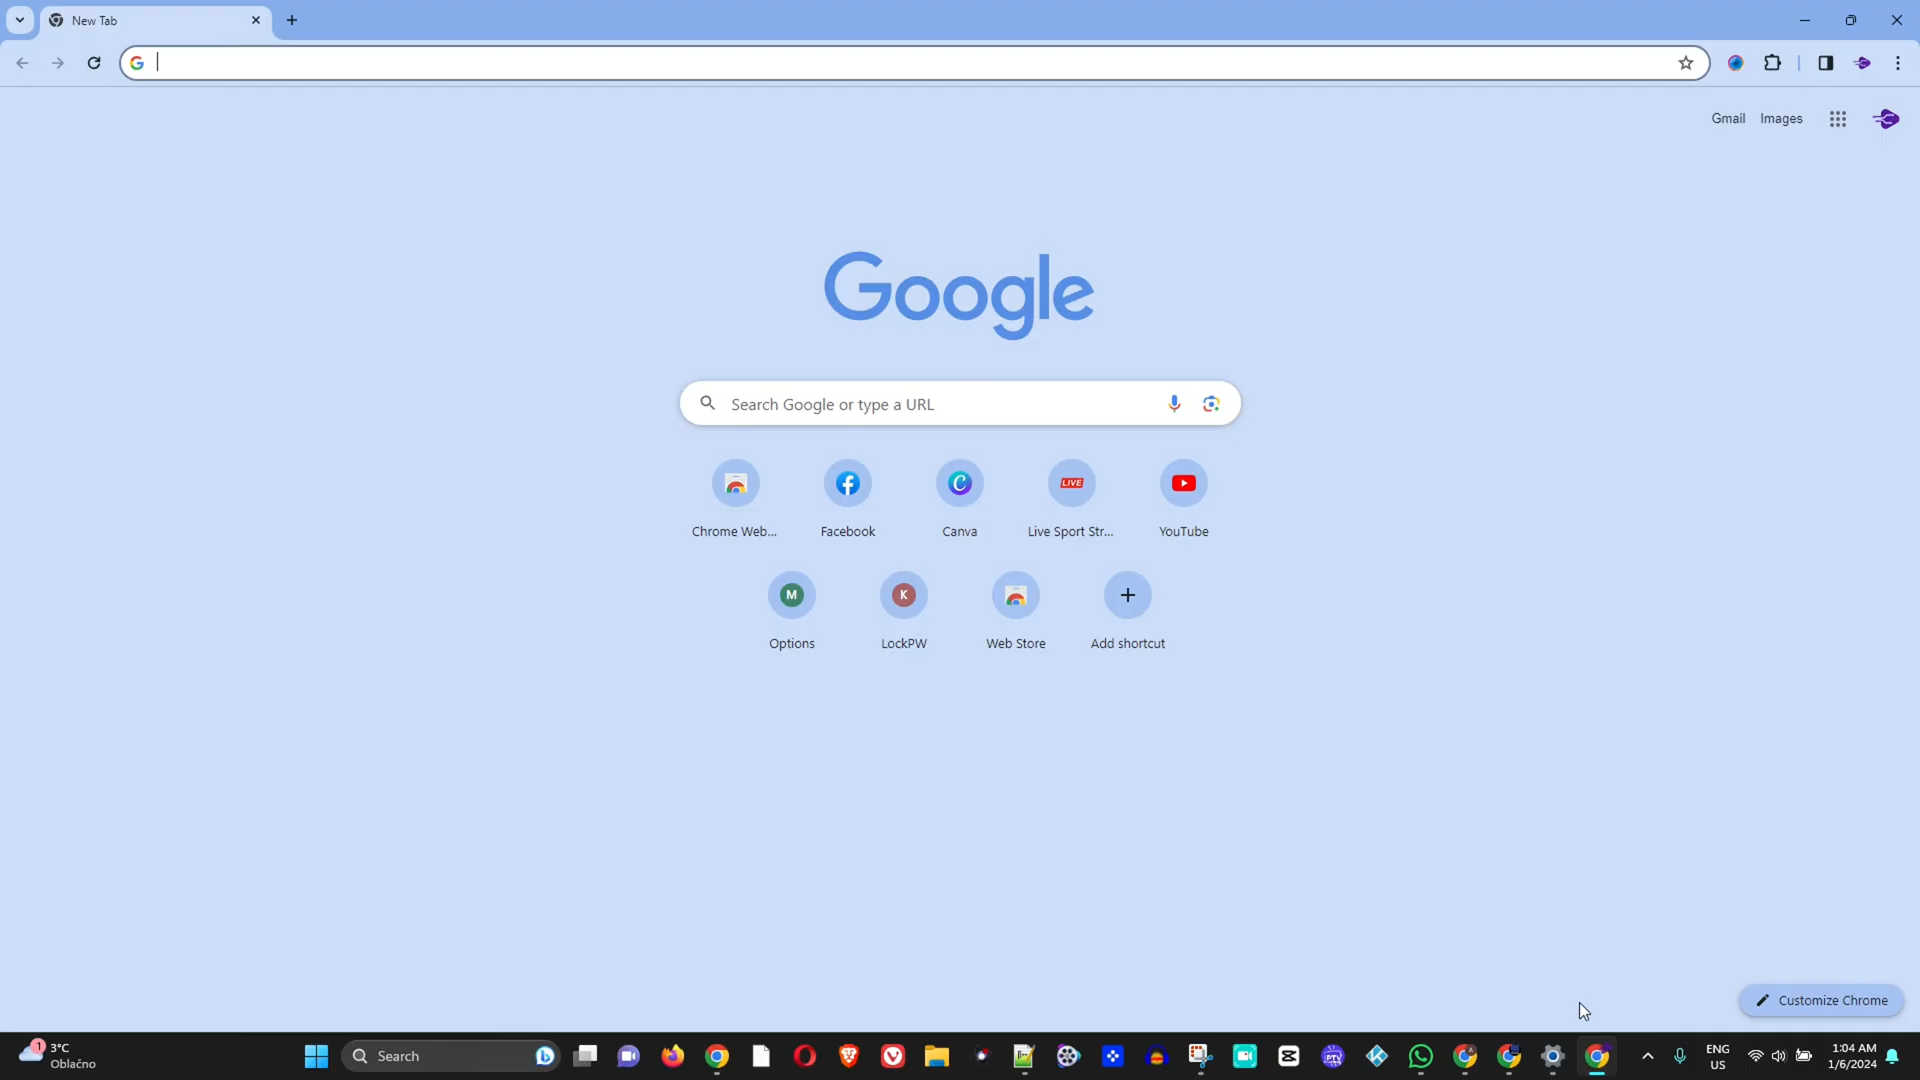 New Tab
Gmail Images
Google
Search Google or type a URL
LIVE
Chrome Web... Facebook Canva Live Sport Str... YouTube
M K
Options LockPW Web Store Add shortcut
Customize Chrome
1 3°C
Oblačno
Search
PTV
ENG
US
1:04 AM
1/6/2024